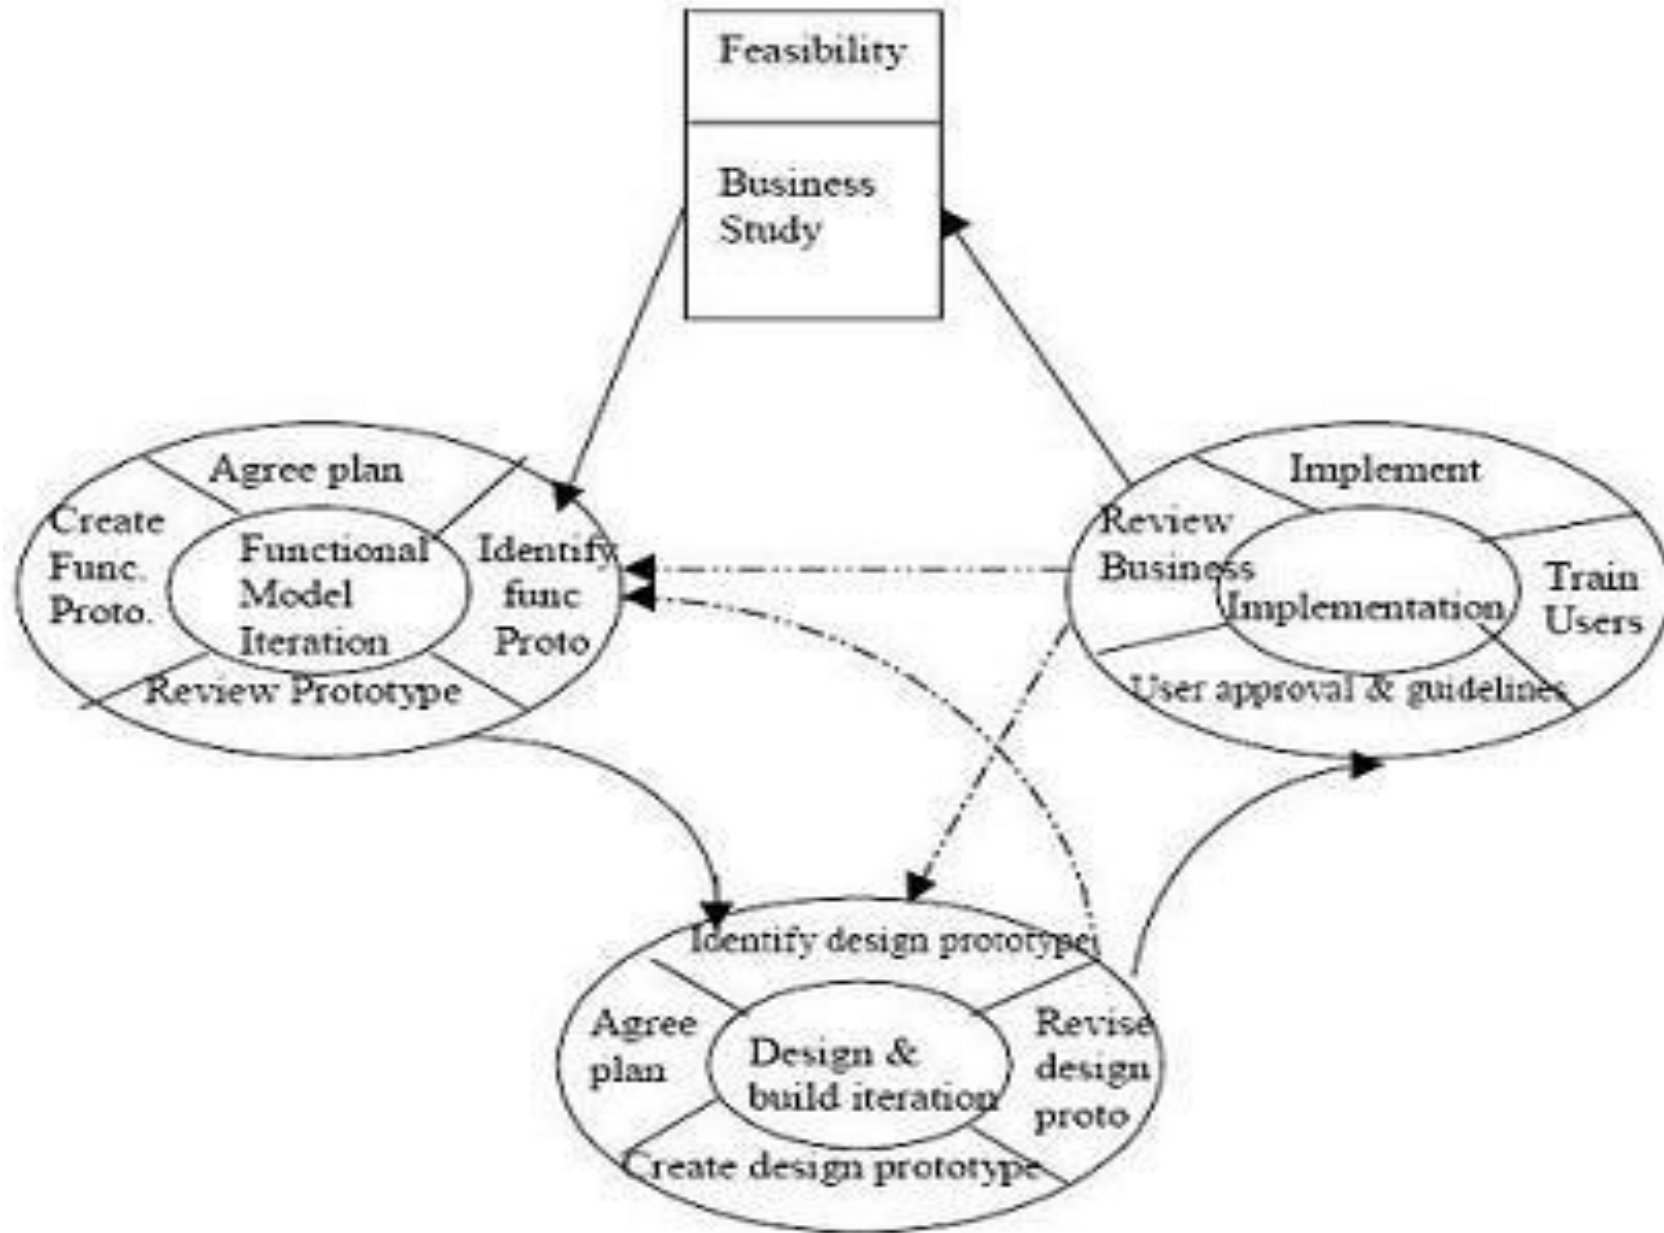 Feasibility
Business
Study
Agree plan
Create
Func.
Proto.
Functional
Model
Iteration
Identify
func
Proto
Review Prototype
Implement
Review
Business
Implementation
Train
Users
User approval & guidelines
Identify design prototype
Agree
plan
Design &
build iteration
Revise
design
proto
Create design prototype